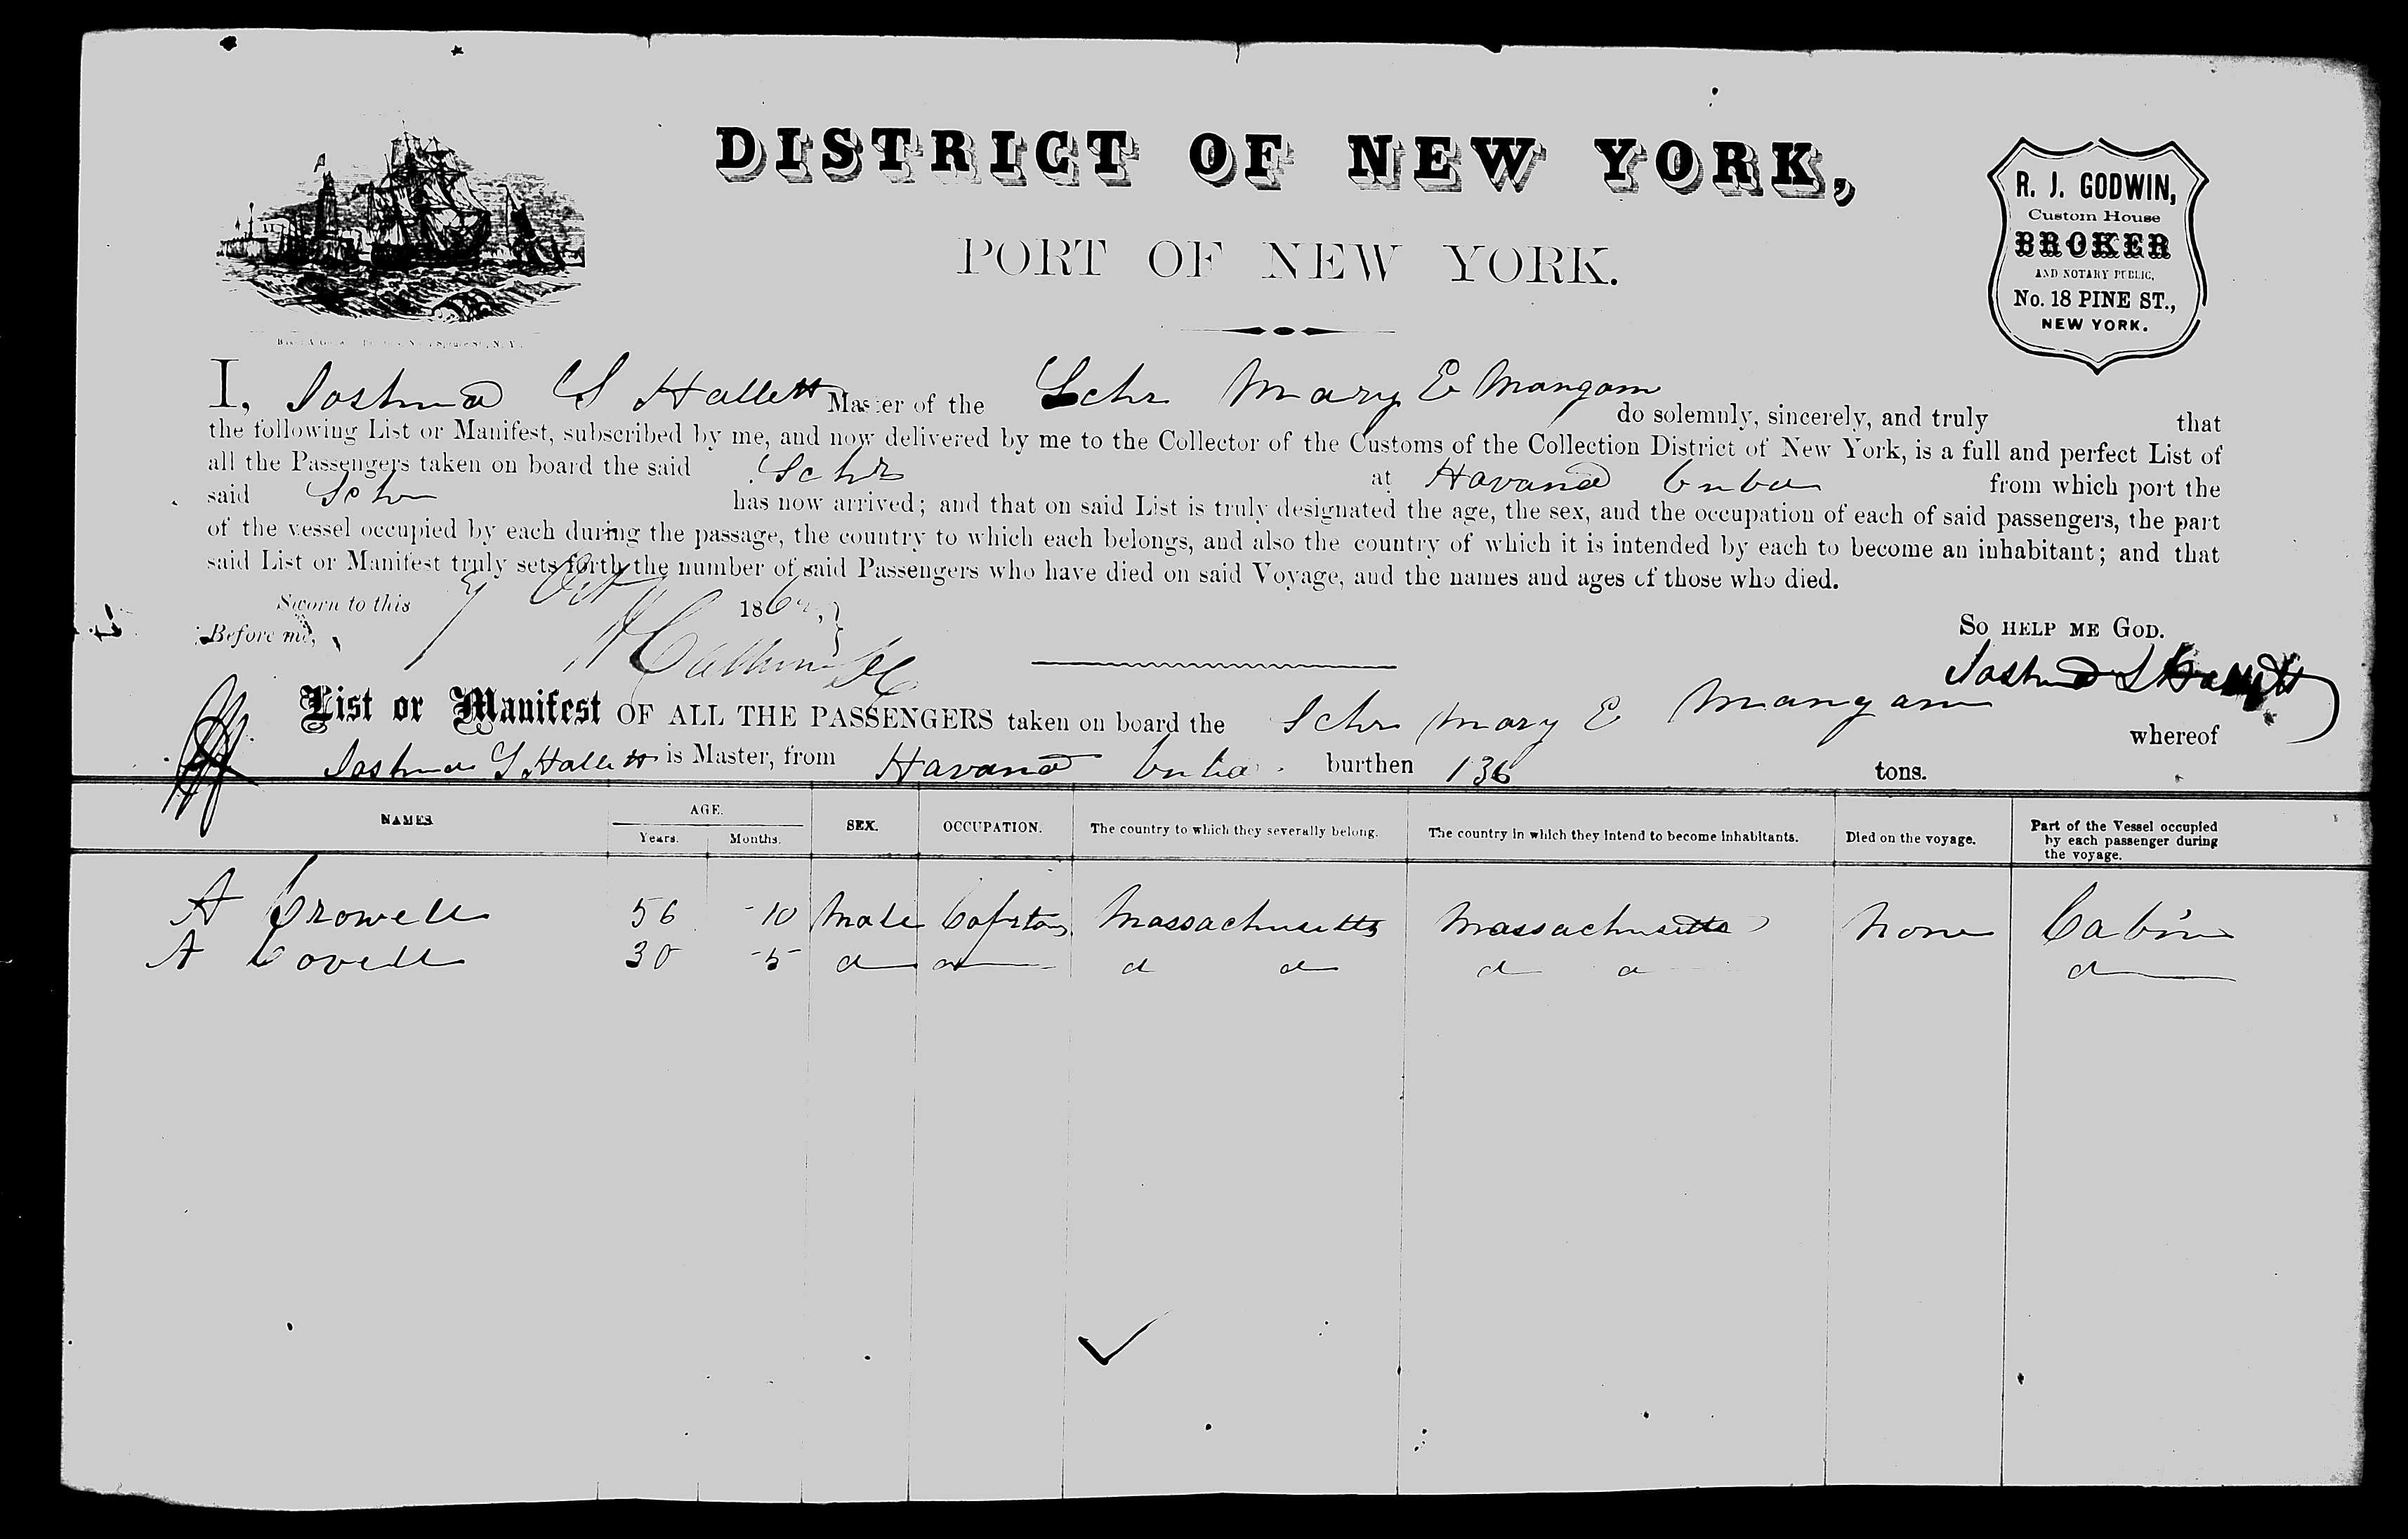 DISTRICT OF NEW YORK,
PORT OF NEW YORK.
R. J. GODWIN,
Custom House
BROKER
AND NOTARY PUBLIC,
No. 18 PINE ST.,
NEW YORK.
I, Joshua S Hallett Master of the Schr Mary E Mangam do solemnly, sincerely, and truly that
the following List or Manifest, subscribed by me, and now delivered by me to the Collector of the Customs of the Collection District of New York, is a full and perfect List of
all the Passengers taken on board the said Schr at Havana Cuba from which port the
said Schr has now arrived; and that on said List is truly designated the age, the sex, and the occupation of each of said passengers, the part
of the vessel occupied by each during the passage, the country to which each belongs, and also the country of which it is intended by each to become an inhabitant; and that
said List or Manifest truly sets forth the number of said Passengers who have died on said Voyage, and the names and ages of those who died.
Sworn to this 7 Oct 186
Before me,
SO HELP ME GOD.
Joshua S Hallett
List or Manifest OF ALL THE PASSENGERS taken on board the Schr Mary E Mangam whereof
Joshua S Hallett is Master, from Havana Cuba burthen 136 tons.
NAMES. AGE. Years. Months. SEX. OCCUPATION. The country to which they severally belong. The country in which they intend to become inhabitants. Died on the voyage. Part of the Vessel occupied by each passenger during the voyage.
A Crowell 56 -10 Male Captain Massachusetts Massachusetts None Cabin
A Covell 30 -5 d d d d d d d